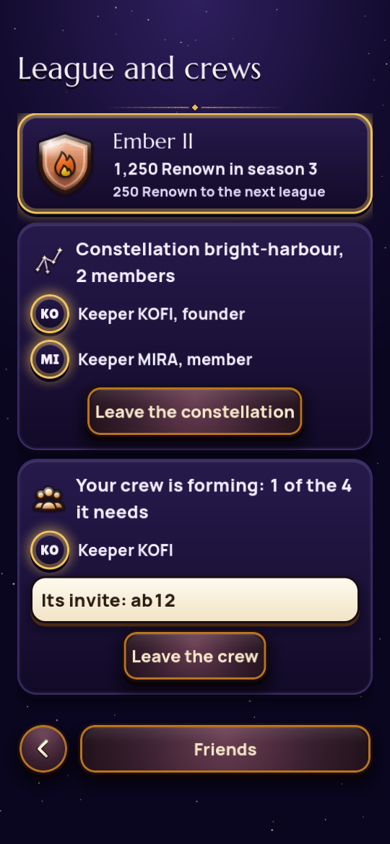 League and crews
Ember II
1,250 Renown in season 3
250 Renown to the next league
Constellation bright-harbour,
2 members
KO
Keeper KOFI, founder
MI
Keeper MIRA, member
Leave the constellation
Your crew is forming: 1 of the 4
it needs
KO
Keeper KOFI
Its invite: ab12
Leave the crew
Friends